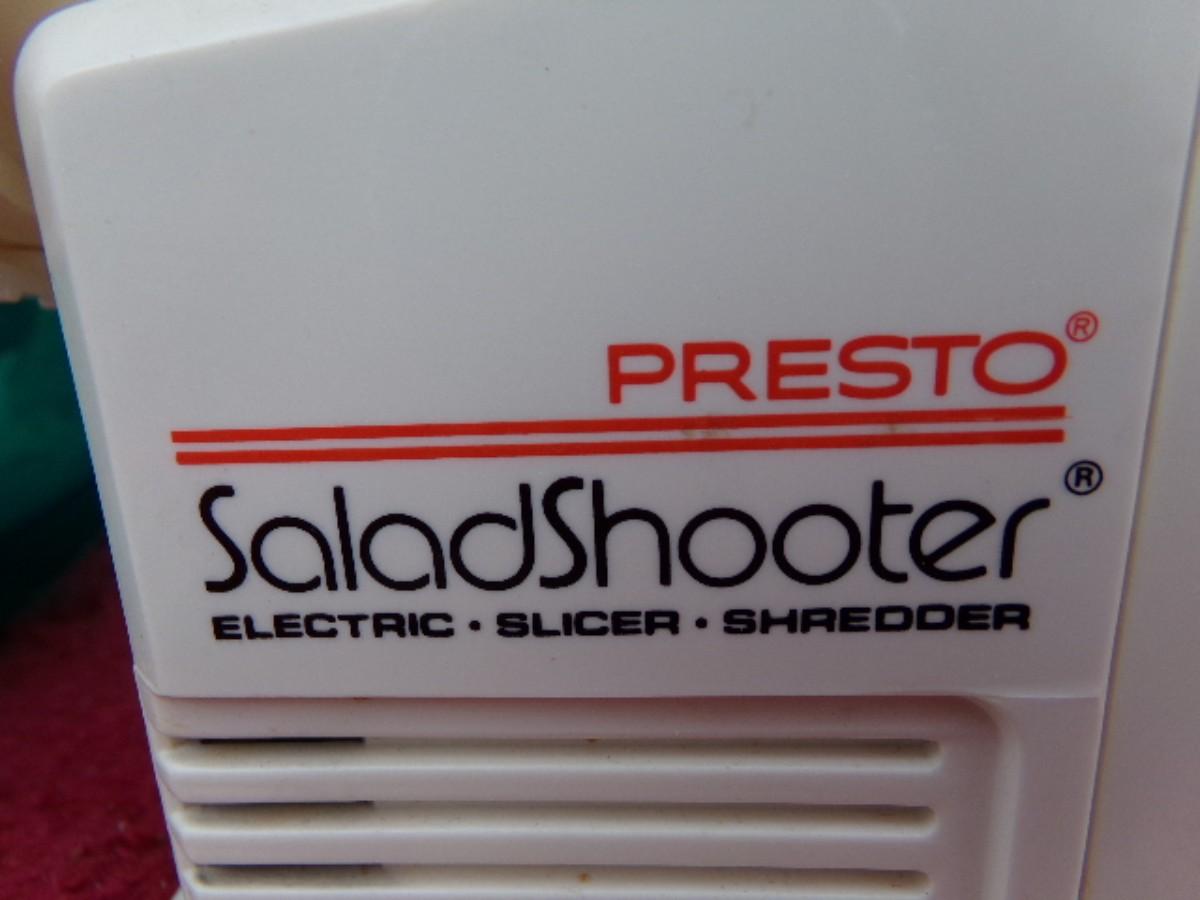 PRESTO®
SaladShooter®
ELECTRIC · SLICER · SHREDDER